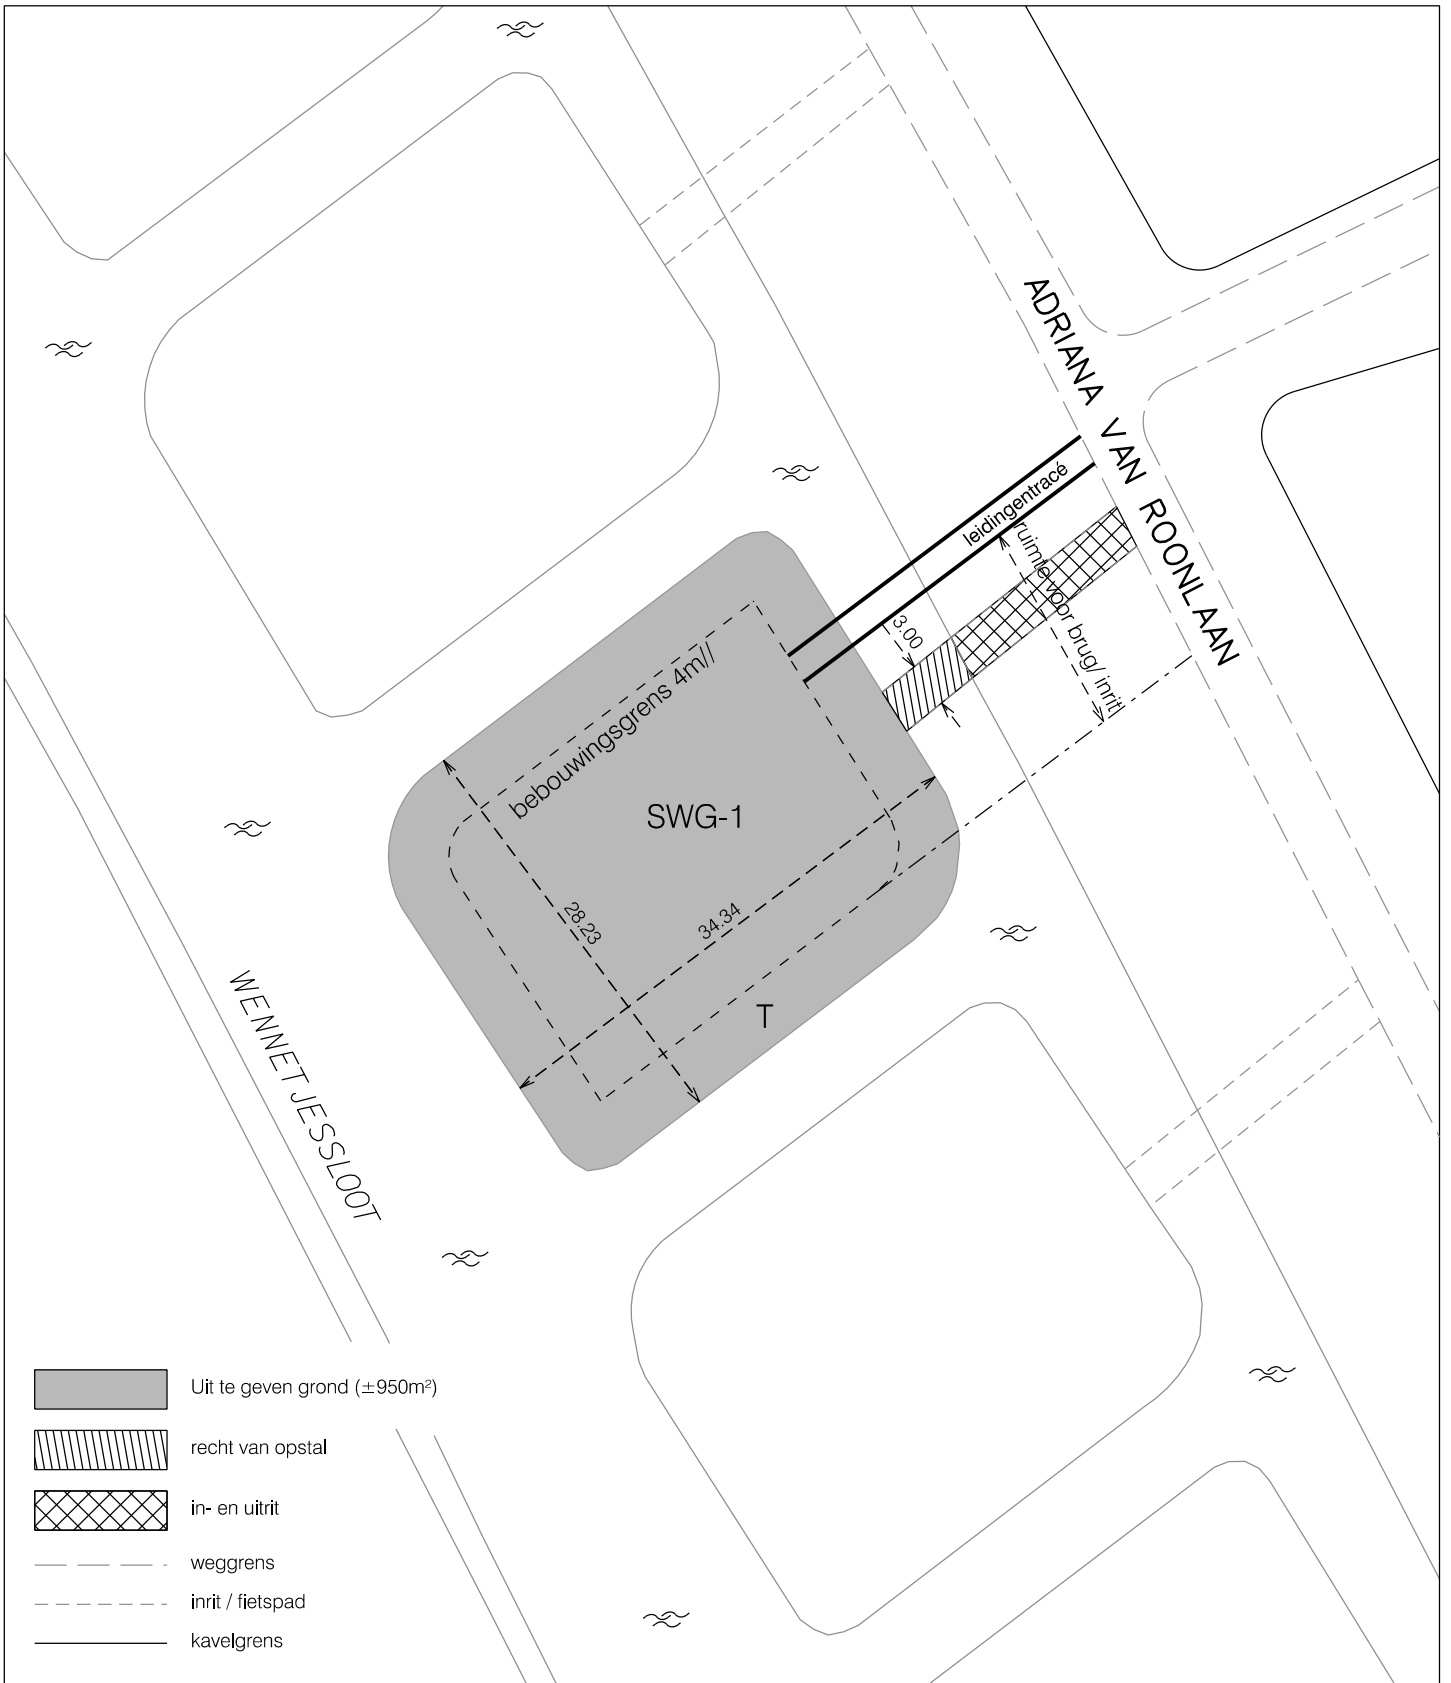 ADRIANA VAN ROONLAAN
leidingentracé
ruimte voor brug/ inrit
3.00
bebouwingsgrens 4m//
SWG-1
28.23
34.34
T
WENNETJESSLOOT
Uit te geven grond (±950m²)
recht van opstal
in- en uitrit
weggrens
inrit / fietspad
kavelgrens